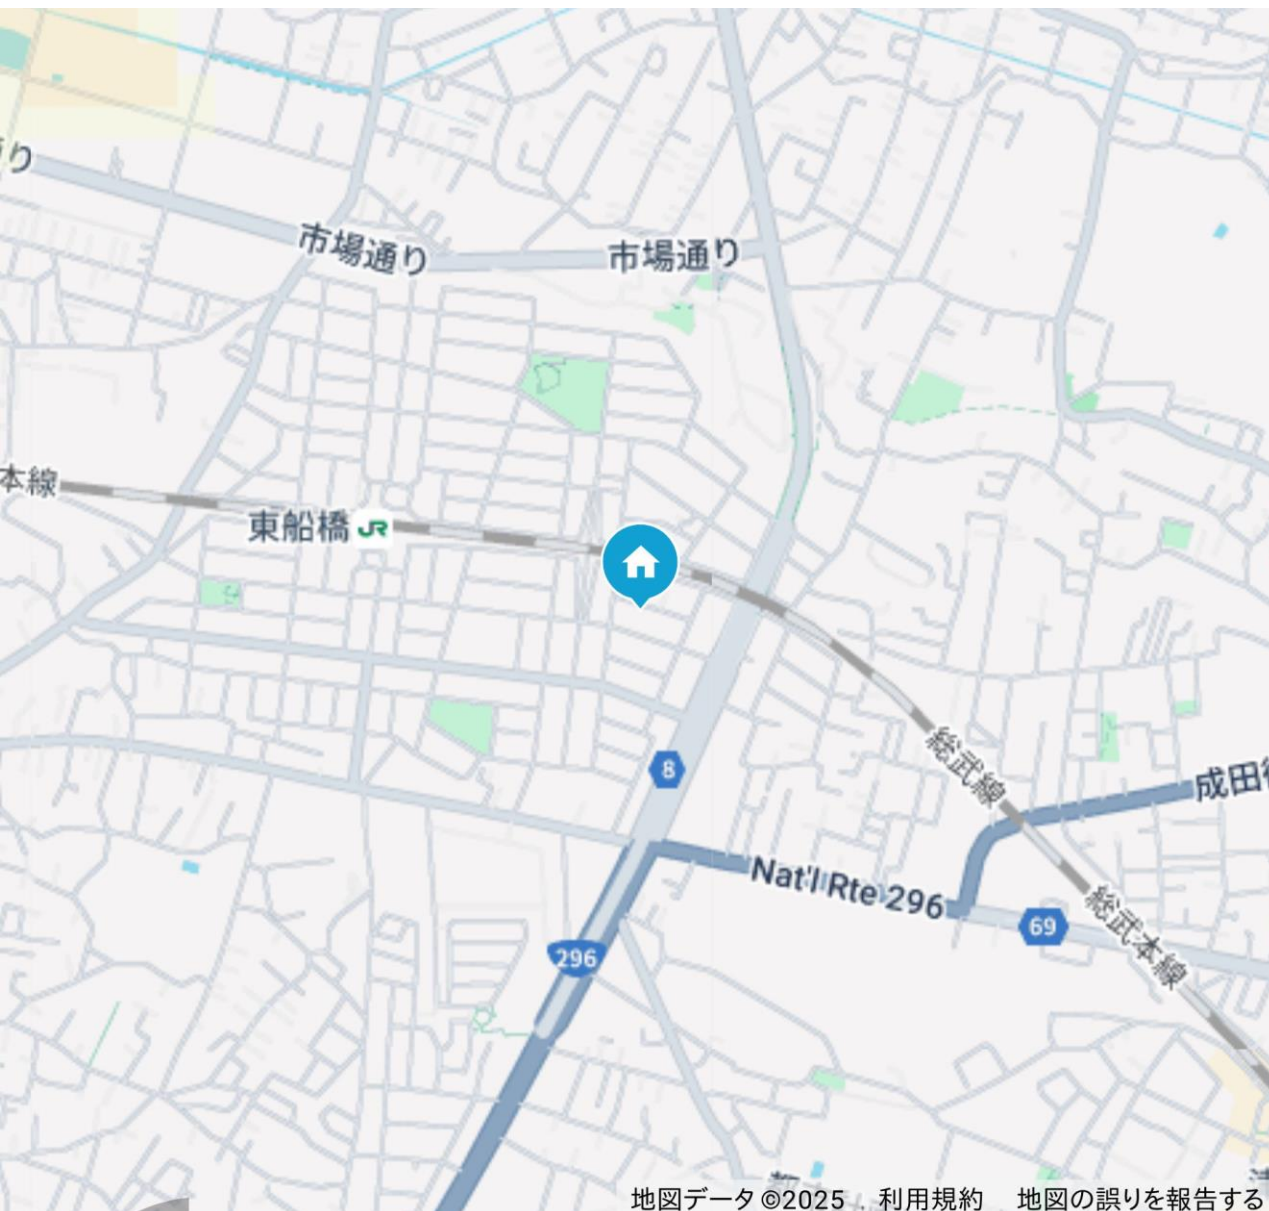 り
市場通り
市場通り
本線
東船橋 JR
8
総武線
成田
Nat'l Rte 296
69
総武本線
296
地図データ ©2025
利用規約
地図の誤りを報告する